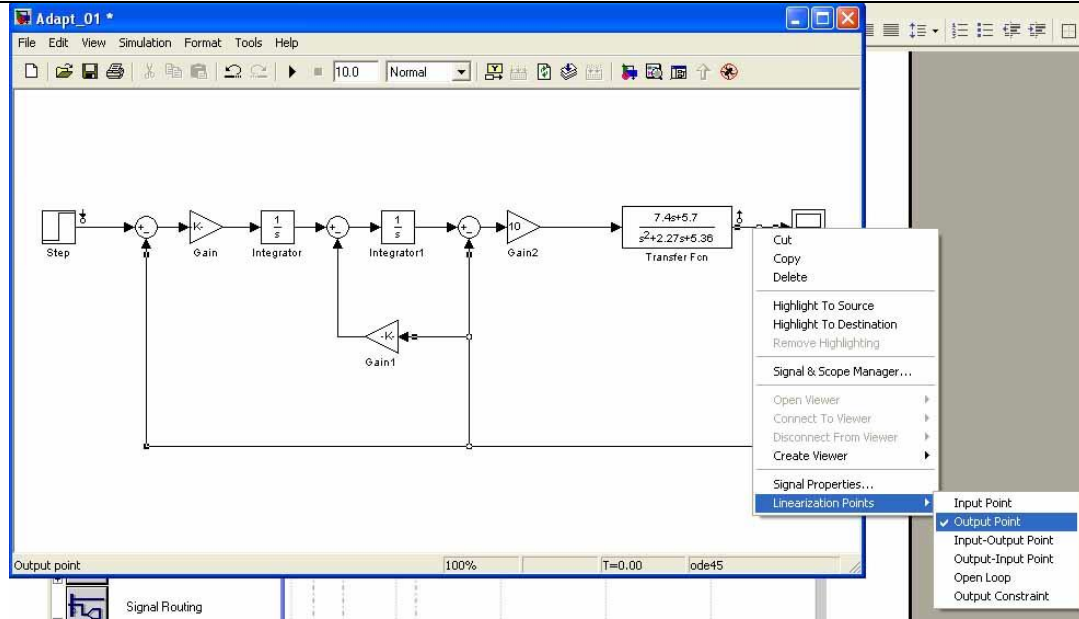 Adapt_01 *
File Edit View Simulation Format Tools Help
10.0 Normal
Step
+_
K-
Gain
1
s
Integrator
+_
1
s
Integrator1
+_
10
Gain2
7.4s+5.7
s2+2.27s+5.36
Transfer Fcn
-K-
Gain1
Cut
Copy
Delete
Highlight To Source
Highlight To Destination
Remove Highlighting
Signal & Scope Manager...
Open Viewer
Connect To Viewer
Disconnect From Viewer
Create Viewer
Signal Properties...
Linearization Points
Input Point
Output Point
Input-Output Point
Output-Input Point
Open Loop
Output Constraint
Output point 100% T=0.00 ode45
Signal Routing